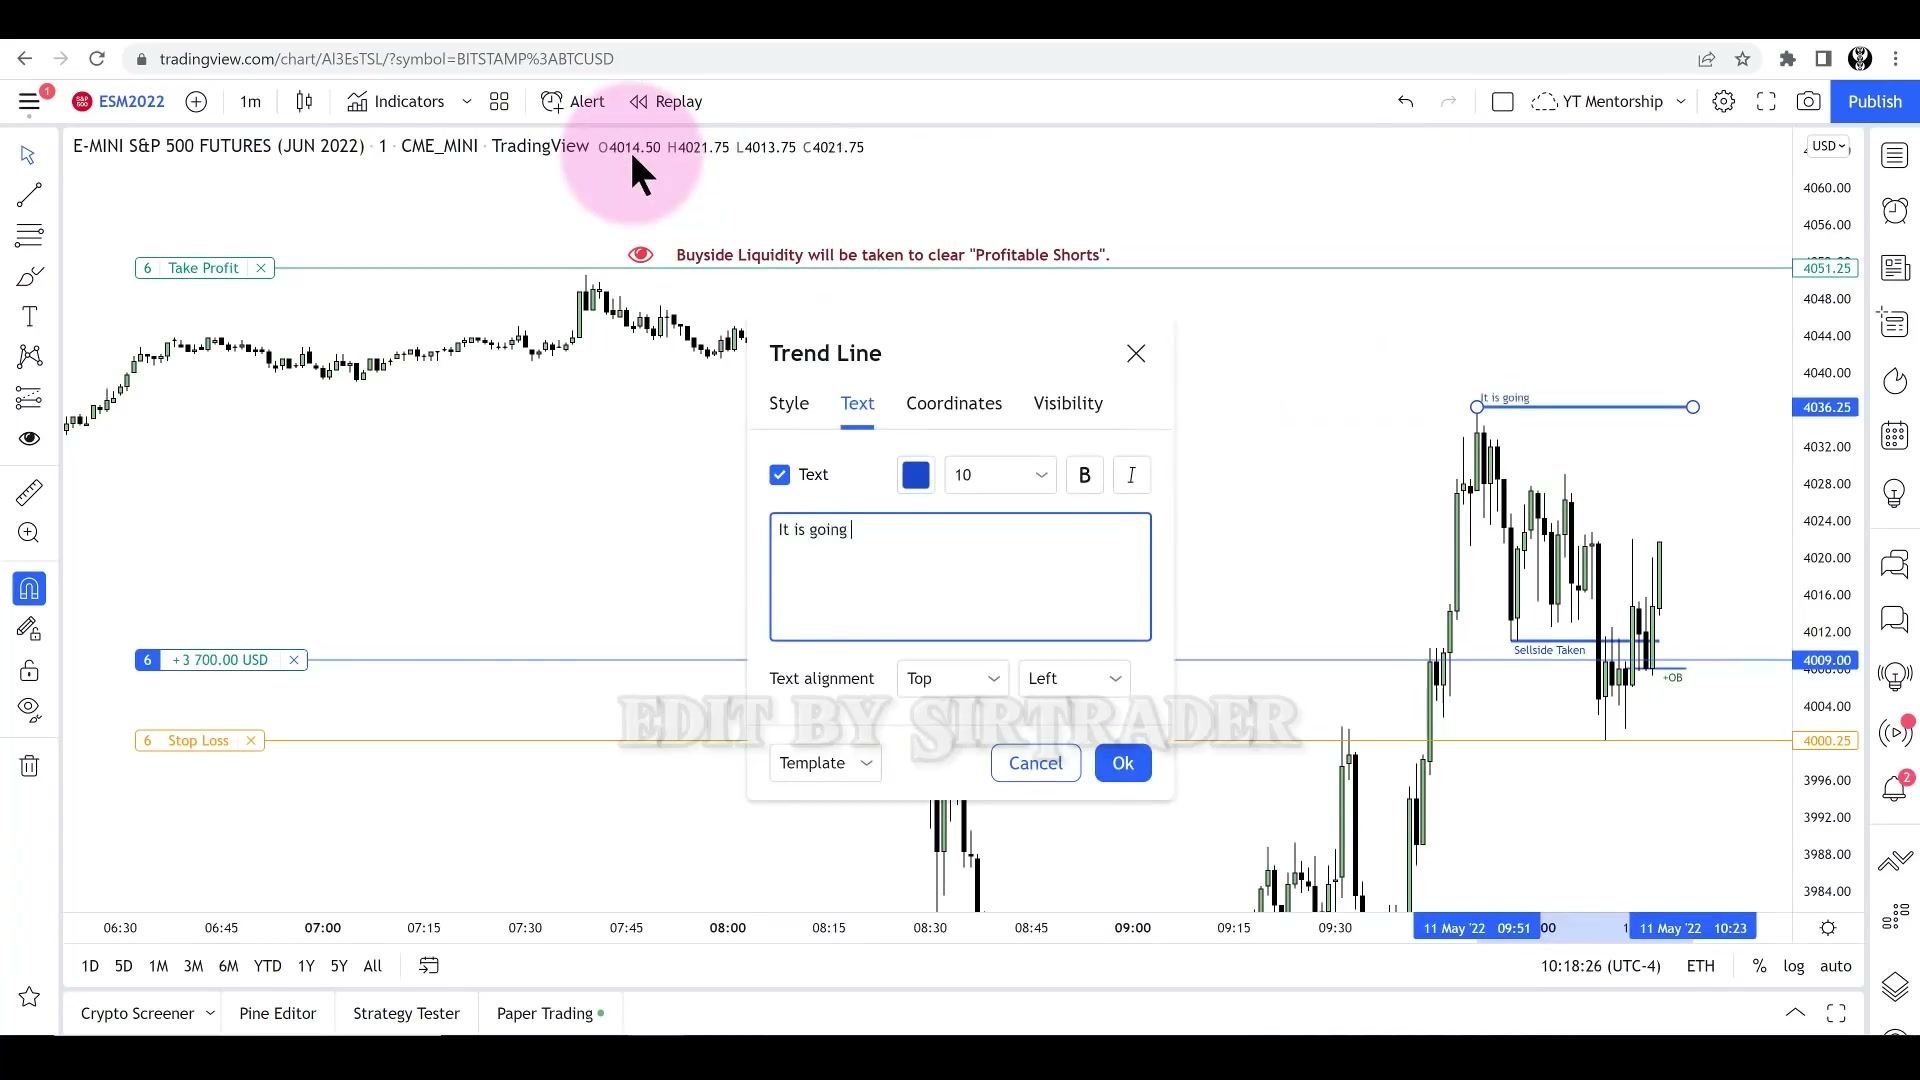 tradingview.com/chart/Al3EsTSL/?symbol=BITSTAMP%3ABTCUSD
1 S&P 500 ESM2022 1m Indicators Alert Replay YT Mentorship Publish
E-MINI S&P 500 FUTURES (JUN 2022) · 1 · CME_MINI · TradingView O4014.50 H4021.75 L4013.75 C4021.75
USD
4060.00
4056.00
Buyside Liquidity will be taken to clear "Profitable Shorts".
6 Take Profit
4051.25
4048.00
4044.00
4040.00
Trend Line
Style Text Coordinates Visibility
It is going
4036.25
4032.00
Text 10 B I
4028.00
4024.00
It is going
4020.00
4016.00
4012.00
Sellside Taken
6 +3 700.00 USD
4009.00
+OB
Text alignment Top Left
4004.00
EDIT BY SIRTRADER
6 Stop Loss
4000.25
Template Cancel Ok
3996.00
2
3992.00
3988.00
3984.00
06:30 06:45 07:00 07:15 07:30 07:45 08:00 08:15 08:30 08:45 09:00 09:15 09:30 11 May '22 09:51 00 1 11 May '22 10:23
1D 5D 1M 3M 6M YTD 1Y 5Y All 10:18:26 (UTC-4) ETH % log auto
Crypto Screener Pine Editor Strategy Tester Paper Trading